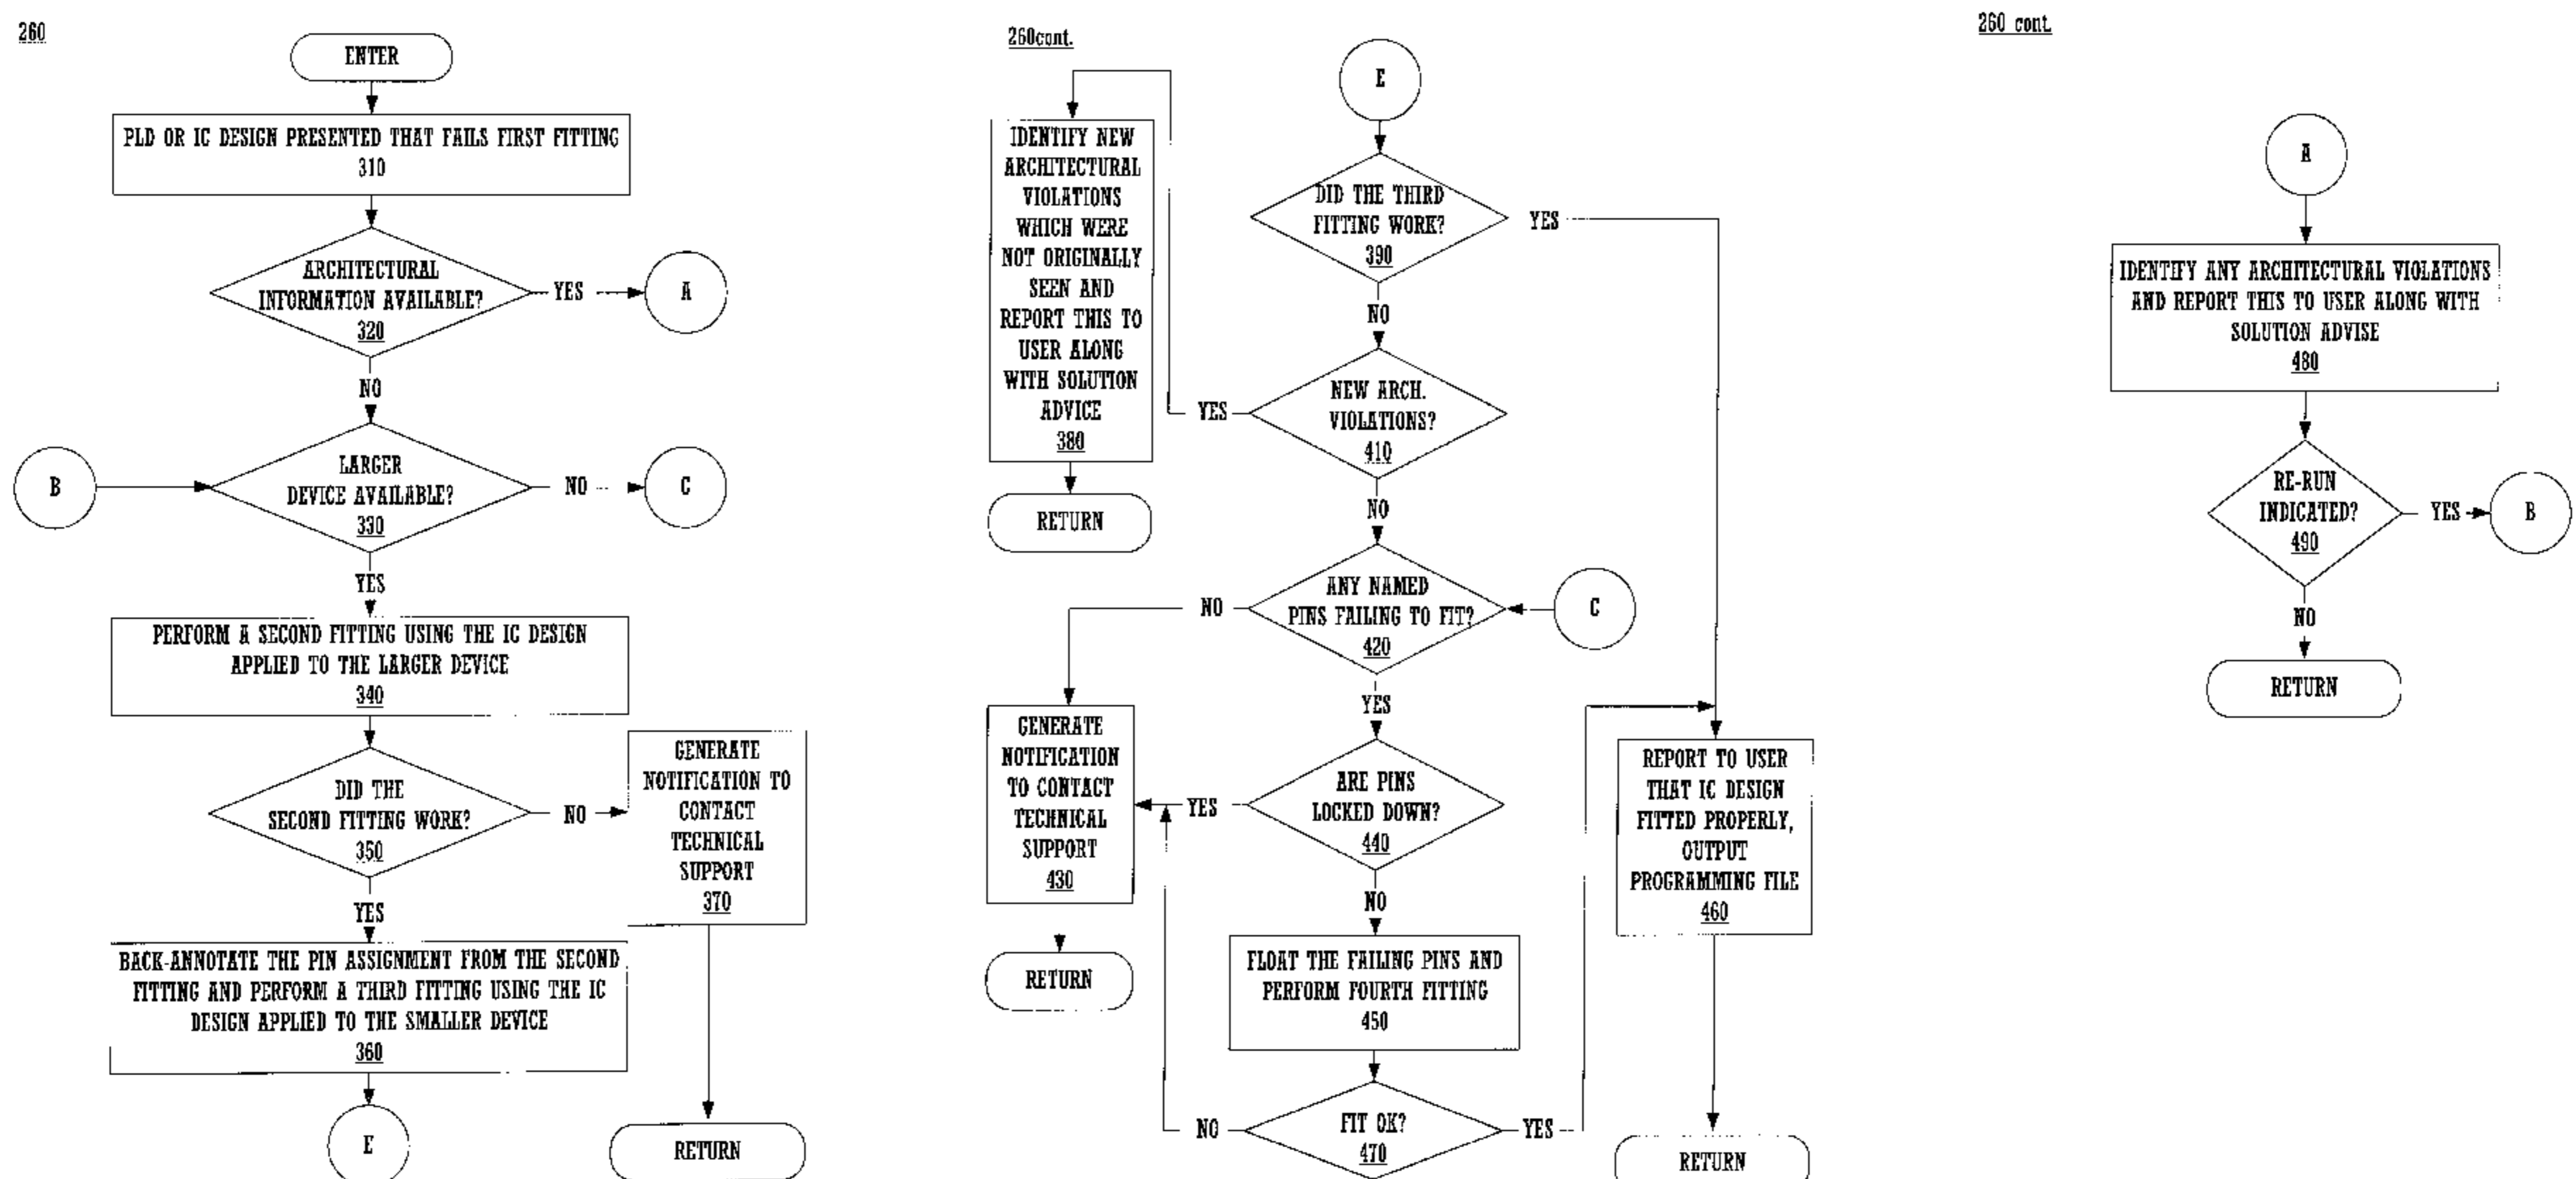 260
ENTER
PLD OR IC DESIGN PRESENTED THAT FAILS FIRST FITTING
310
ARCHITECTURAL
INFORMATION AVAILABLE?
320
YES
A
NO
B
LARGER
DEVICE AVAILABLE?
330
NO
C
YES
PERFORM A SECOND FITTING USING THE IC DESIGN
APPLIED TO THE LARGER DEVICE
340
DID THE
SECOND FITTING WORK?
350
NO
GENERATE
NOTIFICATION TO
CONTACT
TECHNICAL
SUPPORT
370
YES
BACK-ANNOTATE THE PIN ASSIGNMENT FROM THE SECOND
FITTING AND PERFORM A THIRD FITTING USING THE IC
DESIGN APPLIED TO THE SMALLER DEVICE
360
E
RETURN
260cont.
E
IDENTIFY NEW
ARCHITECTURAL
VIOLATIONS
WHICH WERE
NOT ORIGINALLY
SEEN AND
REPORT THIS TO
USER ALONG
WITH SOLUTION
ADVICE
380
RETURN
DID THE THIRD
FITTING WORK?
390
YES
NO
NEW ARCH.
VIOLATIONS?
410
YES
NO
ANY NAMED
PINS FAILING TO FIT?
420
NO
C
YES
GENERATE
NOTIFICATION
TO CONTACT
TECHNICAL
SUPPORT
430
RETURN
ARE PINS
LOCKED DOWN?
440
YES
NO
FLOAT THE FAILING PINS AND
PERFORM FOURTH FITTING
450
FIT OK?
470
NO
YES
REPORT TO USER
THAT IC DESIGN
FITTED PROPERLY,
OUTPUT
PROGRAMMING FILE
460
RETURN
260 cont.
A
IDENTIFY ANY ARCHITECTURAL VIOLATIONS
AND REPORT THIS TO USER ALONG WITH
SOLUTION ADVISE
480
RE-RUN
INDICATED?
490
YES
B
NO
RETURN